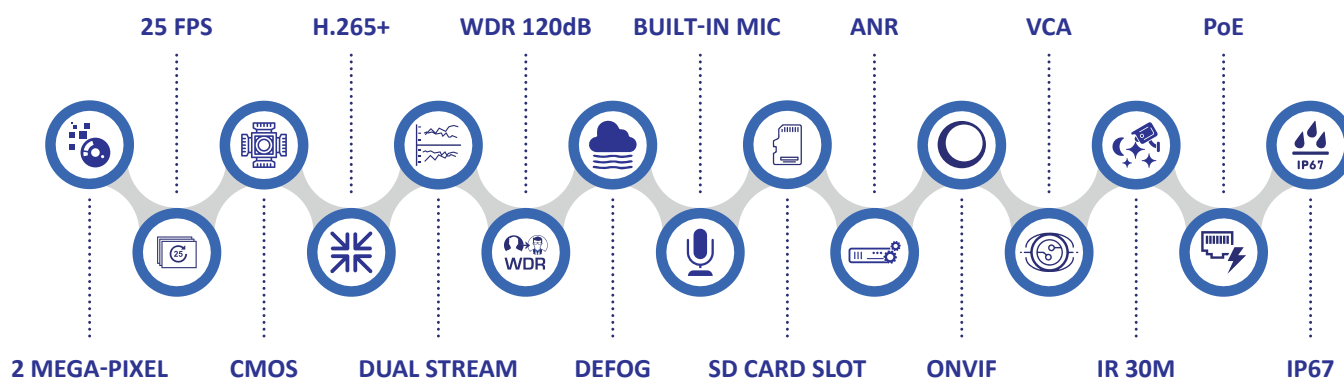 25 FPS
H.265+
WDR 120dB
BUILT-IN MIC
ANR
VCA
PoE
IP67
25
WDR
2 MEGA-PIXEL
CMOS
DUAL STREAM
DEFOG
SD CARD SLOT
ONVIF
IR 30M
IP67